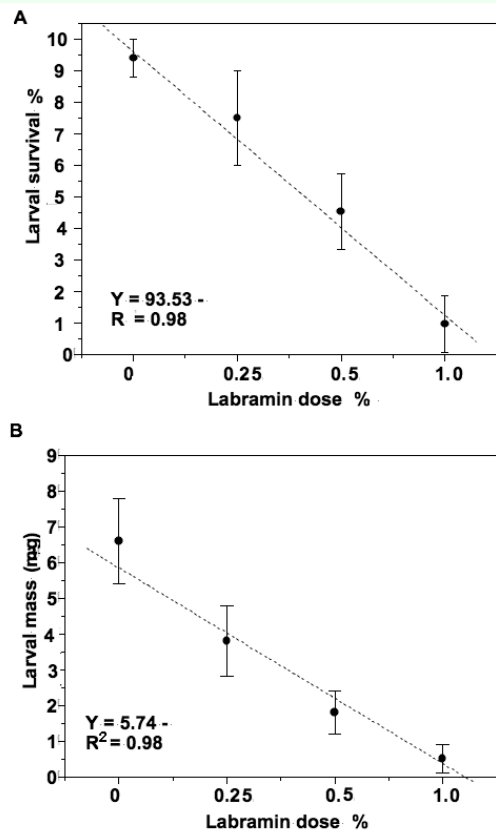 A
10
9
8
7
6
5
4
3
2
1
0
Larval survival %
Y = 93.53 -
R = 0.98
0 0.25 0.5 1.0
Labramin dose %
B
9
8
7
6
5
4
3
2
1
0
Larval mass (mg)
Y = 5.74 -
R² = 0.98
0 0.25 0.5 1.0
Labramin dose %